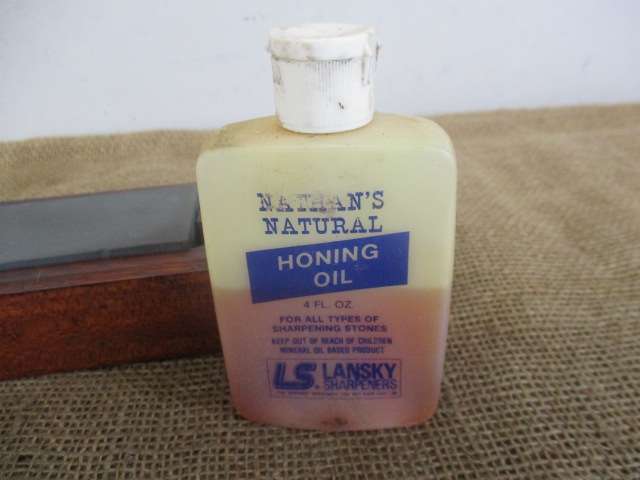 NATHAN'S
NATURAL
HONING
OIL
4 FL. OZ.
FOR ALL TYPES OF
SHARPENING STONES
KEEP OUT OF REACH OF CHILDREN
MINERAL OIL BASED PRODUCT
LS. LANSKY
SHARPENERS